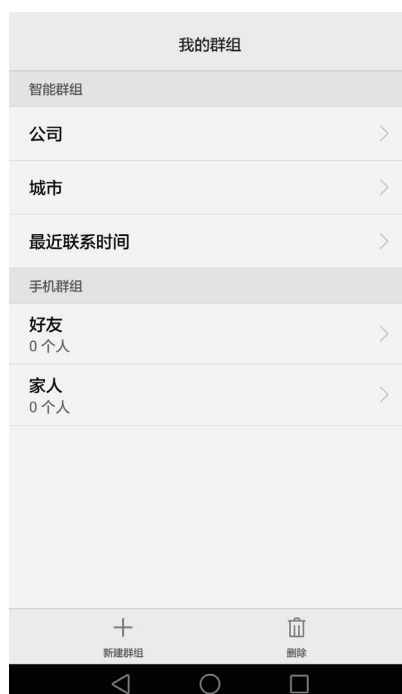 我的群组
智能群组
公司
城市
最近联系时间
手机群组
好友
0 个人
家人
0 个人
新建群组
删除